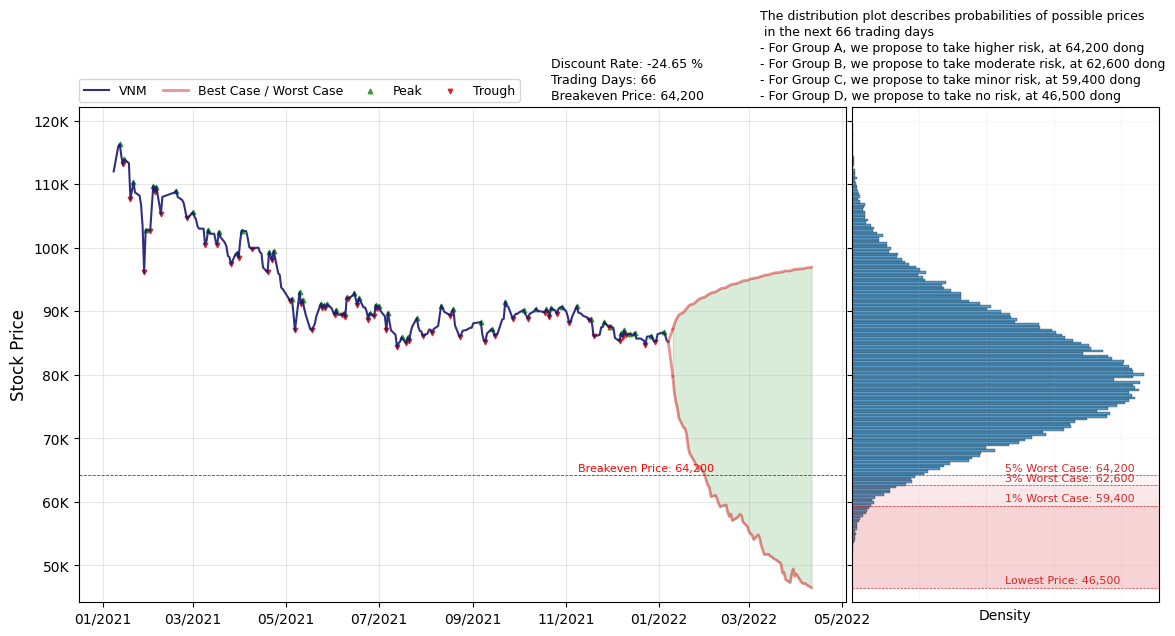 The distribution plot describes probabilities of possible prices
in the next 66 trading days
- For Group A, we propose to take higher risk, at 64,200 dong
- For Group B, we propose to take moderate risk, at 62,600 dong
- For Group C, we propose to take minor risk, at 59,400 dong
- For Group D, we propose to take no risk, at 46,500 dong
Discount Rate: -24.65 %
Trading Days: 66
Breakeven Price: 64,200
VNM
Best Case / Worst Case
Peak
Trough
Stock Price
120K
110K
100K
90K
80K
70K
60K
50K
Breakeven Price: 64,200
01/2021
03/2021
05/2021
07/2021
09/2021
11/2021
01/2022
03/2022
05/2022
5% Worst Case: 64,200
3% Worst Case: 62,600
1% Worst Case: 59,400
Lowest Price: 46,500
Density